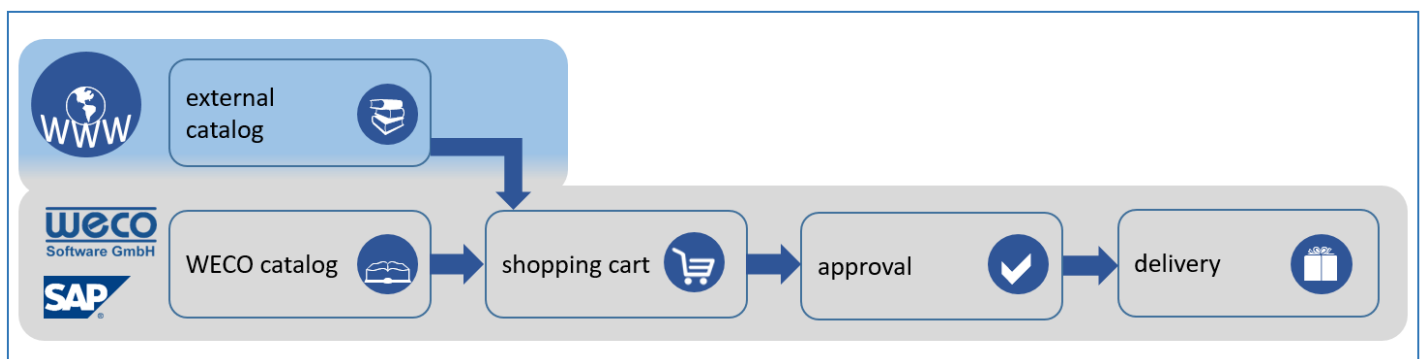 WWW
external
catalog
weco
Software GmbH
SAP®
WECO catalog
shopping cart
approval
delivery